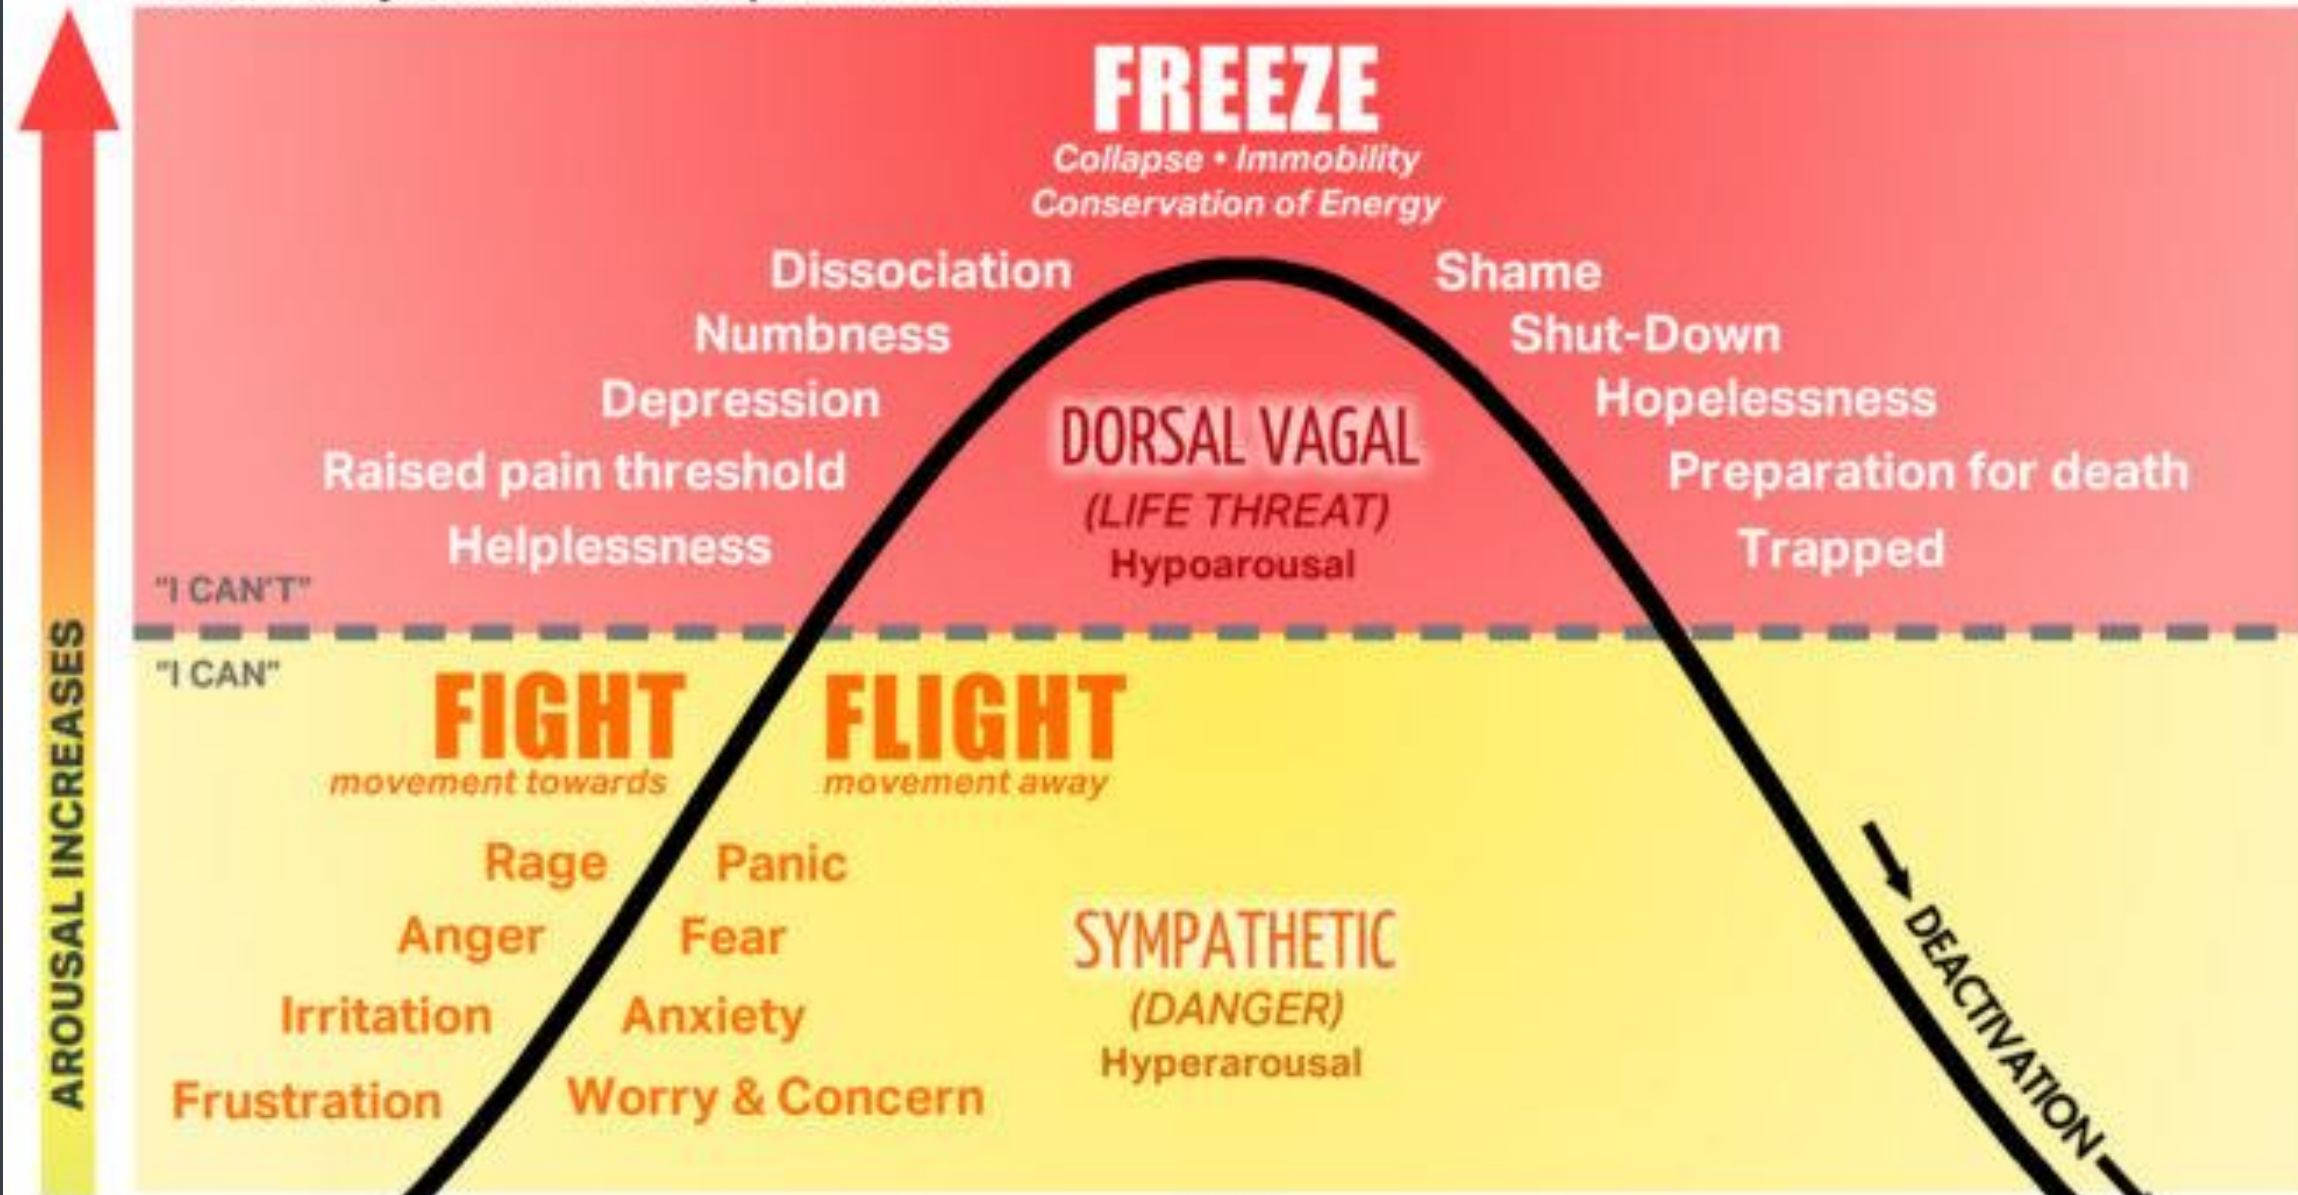 FREEZE
Collapse • Immobility
Conservation of Energy
Dissociation
Numbness
Depression
Raised pain threshold
Helplessness
Shame
Shut-Down
Hopelessness
Preparation for death
Trapped
DORSAL VAGAL
(LIFE THREAT)
Hypoarousal
"I CAN'T"
"I CAN"
FIGHT
movement towards
FLIGHT
movement away
Rage
Anger
Irritation
Frustration
Panic
Fear
Anxiety
Worry & Concern
SYMPATHETIC
(DANGER)
Hyperarousal
AROUSAL INCREASES
DEACTIVATION